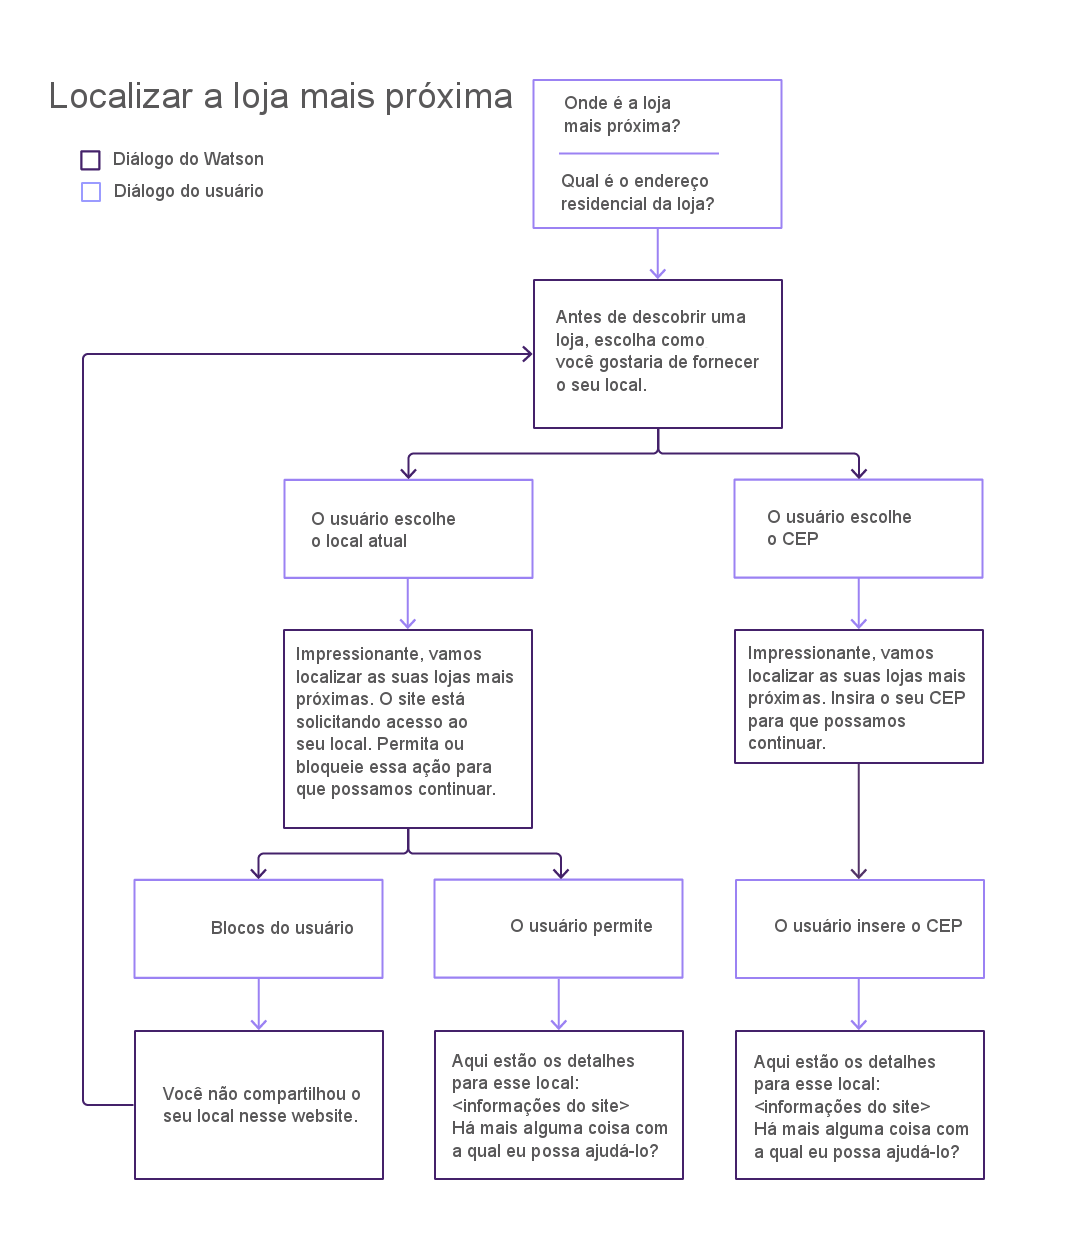 Localizar a loja mais próxima
Diálogo do Watson
Diálogo do usuário
Onde é a loja
mais próxima?
Qual é o endereço
residencial da loja?
Antes de descobrir uma
loja, escolha como
você gostaria de fornecer
o seu local.
O usuário escolhe
o local atual
O usuário escolhe
o CEP
Impressionante, vamos
localizar as suas lojas mais
próximas. O site está
solicitando acesso ao
seu local. Permita ou
bloqueie essa ação para
que possamos continuar.
Impressionante, vamos
localizar as suas lojas mais
próximas. Insira o seu CEP
para que possamos
continuar.
Blocos do usuário
O usuário permite
O usuário insere o CEP
Você não compartilhou o
seu local nesse website.
Aqui estão os detalhes
para esse local:
<informações do site>
Há mais alguma coisa com
a qual eu possa ajudá-lo?
Aqui estão os detalhes
para esse local:
<informações do site>
Há mais alguma coisa com
a qual eu possa ajudá-lo?